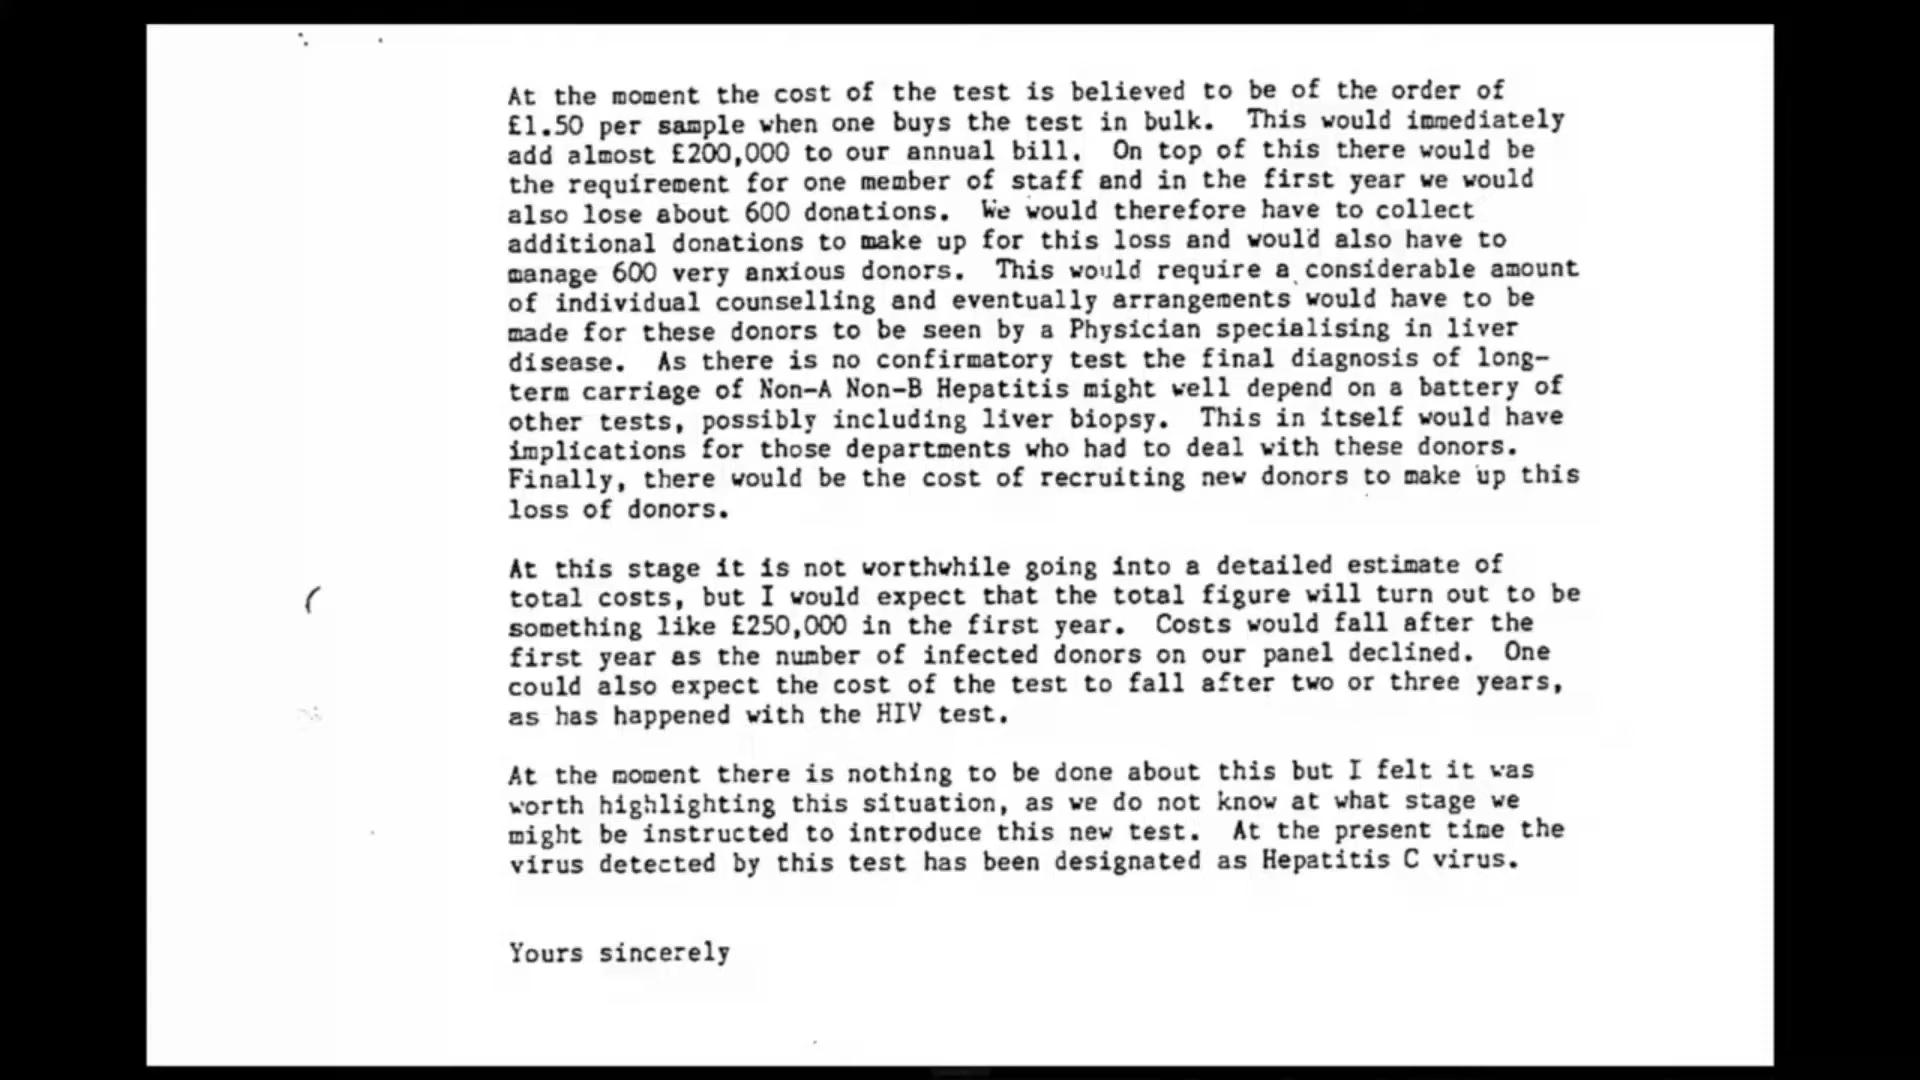 At the moment the cost of the test is believed to be of the order of
£1.50 per sample when one buys the test in bulk. This would immediately
add almost £200,000 to our annual bill. On top of this there would be
the requirement for one member of staff and in the first year we would
also lose about 600 donations. We would therefore have to collect
additional donations to make up for this loss and would also have to
manage 600 very anxious donors. This would require a considerable amount
of individual counselling and eventually arrangements would have to be
made for these donors to be seen by a Physician specialising in liver
disease. As there is no confirmatory test the final diagnosis of long-
term carriage of Non-A Non-B Hepatitis might well depend on a battery of
other tests, possibly including liver biopsy. This in itself would have
implications for those departments who had to deal with these donors.
Finally, there would be the cost of recruiting new donors to make up this
loss of donors.
At this stage it is not worthwhile going into a detailed estimate of
total costs, but I would expect that the total figure will turn out to be
something like £250,000 in the first year. Costs would fall after the
first year as the number of infected donors on our panel declined. One
could also expect the cost of the test to fall after two or three years,
as has happened with the HIV test.
At the moment there is nothing to be done about this but I felt it was
worth highlighting this situation, as we do not know at what stage we
might be instructed to introduce this new test. At the present time the
virus detected by this test has been designated as Hepatitis C virus.
Yours sincerely